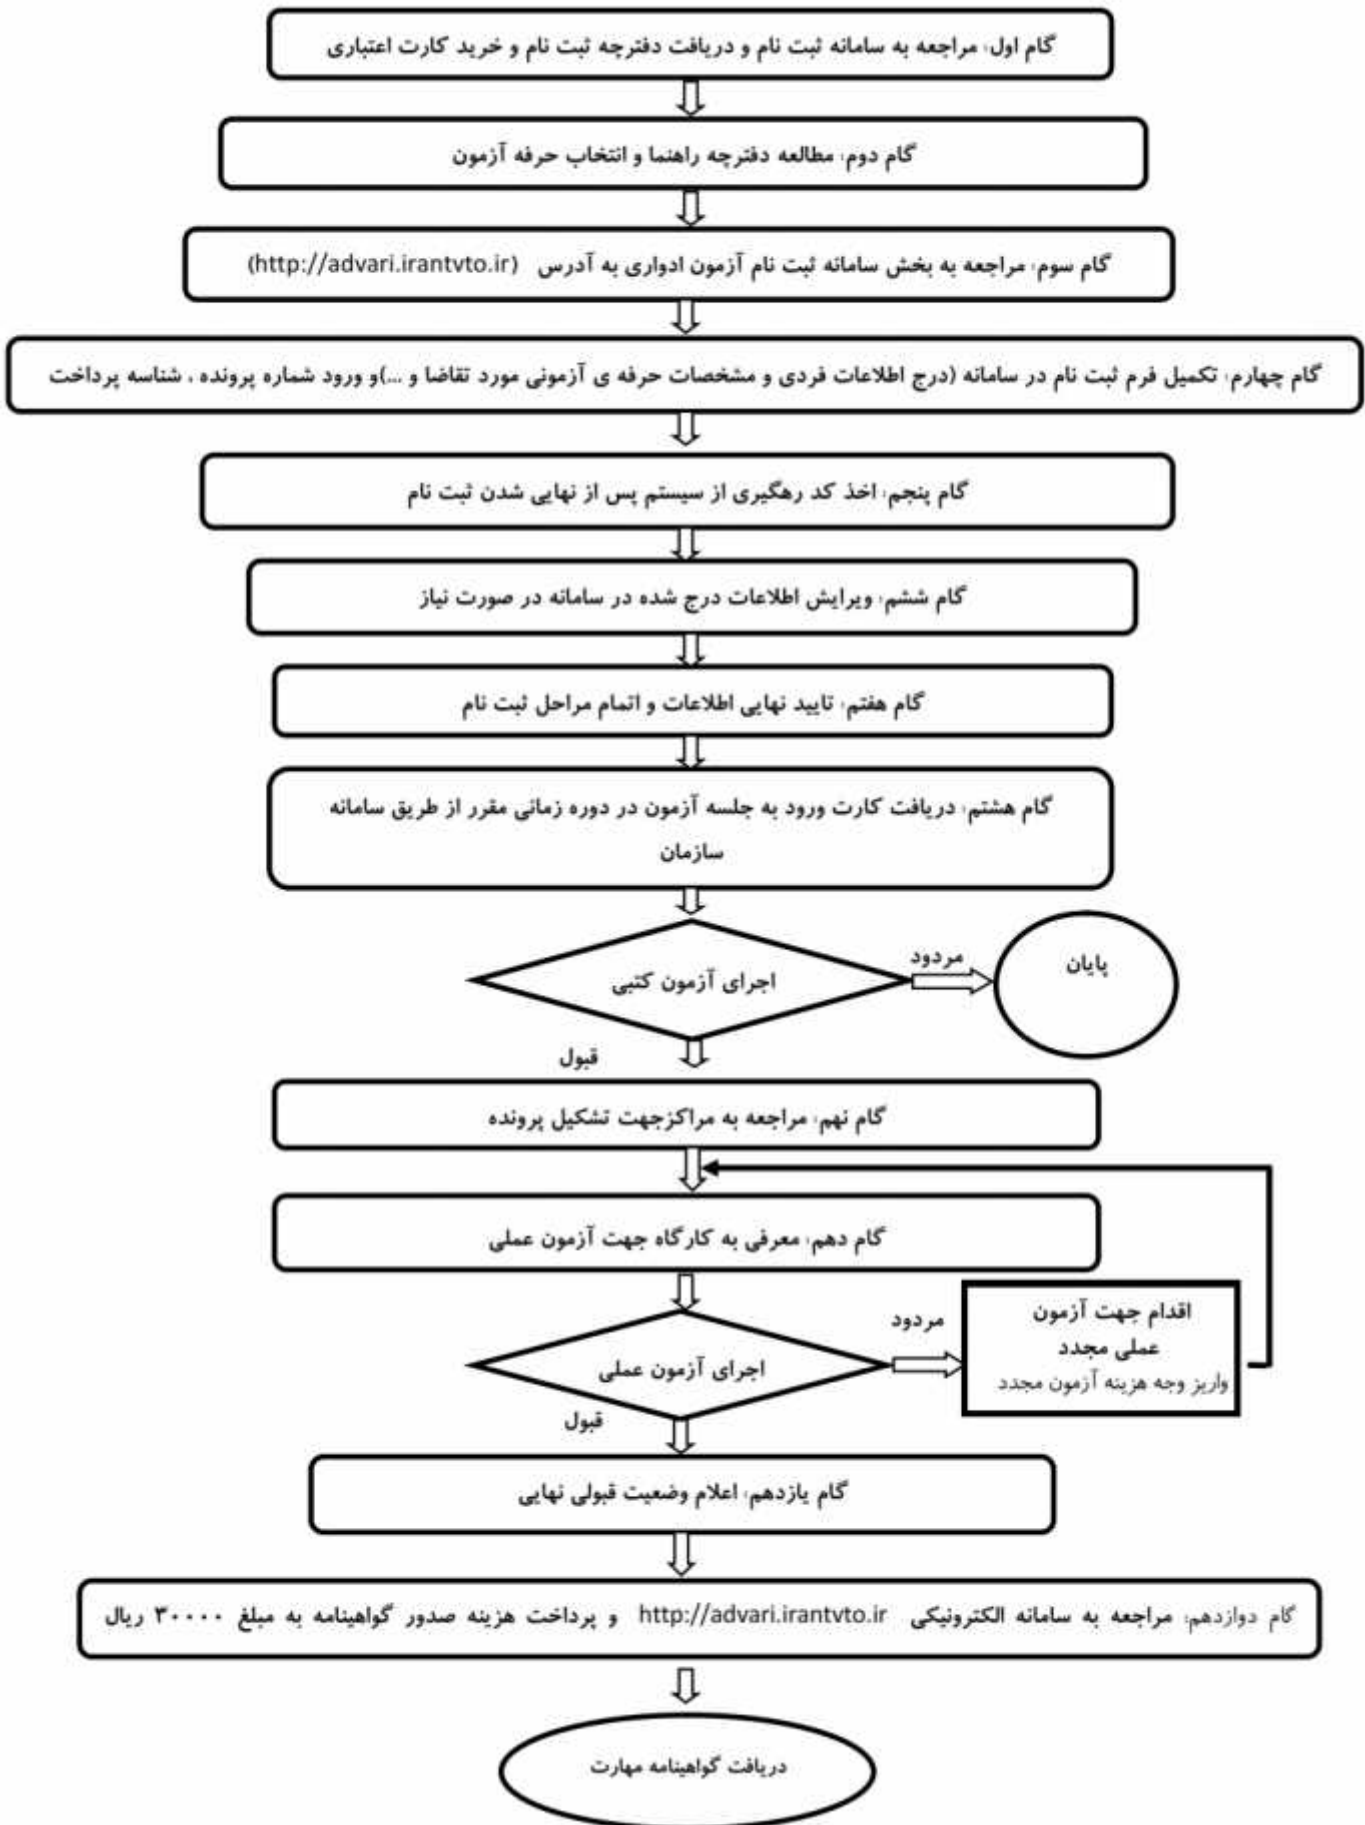 گام اول: مراجعه به سامانه ثبت نام و دریافت دفترچه ثبت نام و خرید کارت اعتباری
گام دوم: مطالعه دفترچه راهنما و انتخاب حرفه آزمون
گام سوم: مراجعه به بخش سامانه ثبت نام آزمون ادواری به آدرس (http://advari.irantvto.ir)
گام چهارم: تکمیل فرم ثبت نام در سامانه (درج اطلاعات فردی و مشخصات حرفه ی آزمونی مورد تقاضا و ...)و ورود شماره پرونده ، شناسه پرداخت
گام پنجم: اخذ کد رهگیری از سیستم پس از نهایی شدن ثبت نام
گام ششم: ویرایش اطلاعات درج شده در سامانه در صورت نیاز
گام هفتم: تایید نهایی اطلاعات و اتمام مراحل ثبت نام
گام هشتم: دریافت کارت ورود به جلسه آزمون در دوره زمانی مقرر از طریق سامانه
سازمان
اجرای آزمون کتبی
مردود
پایان
قبول
گام نهم: مراجعه به مراکزجهت تشکیل پرونده
گام دهم: معرفی به کارگاه جهت آزمون عملی
اجرای آزمون عملی
مردود
اقدام جهت آزمون
عملی مجدد
واریز وجه هزینه آزمون مجدد
قبول
گام یازدهم: اعلام وضعیت قبولی نهایی
گام دوازدهم: مراجعه به سامانه الکترونیکی http://advari.irantvto.ir و پرداخت هزینه صدور گواهینامه به مبلغ ۳۰۰۰۰ ریال
دریافت گواهینامه مهارت